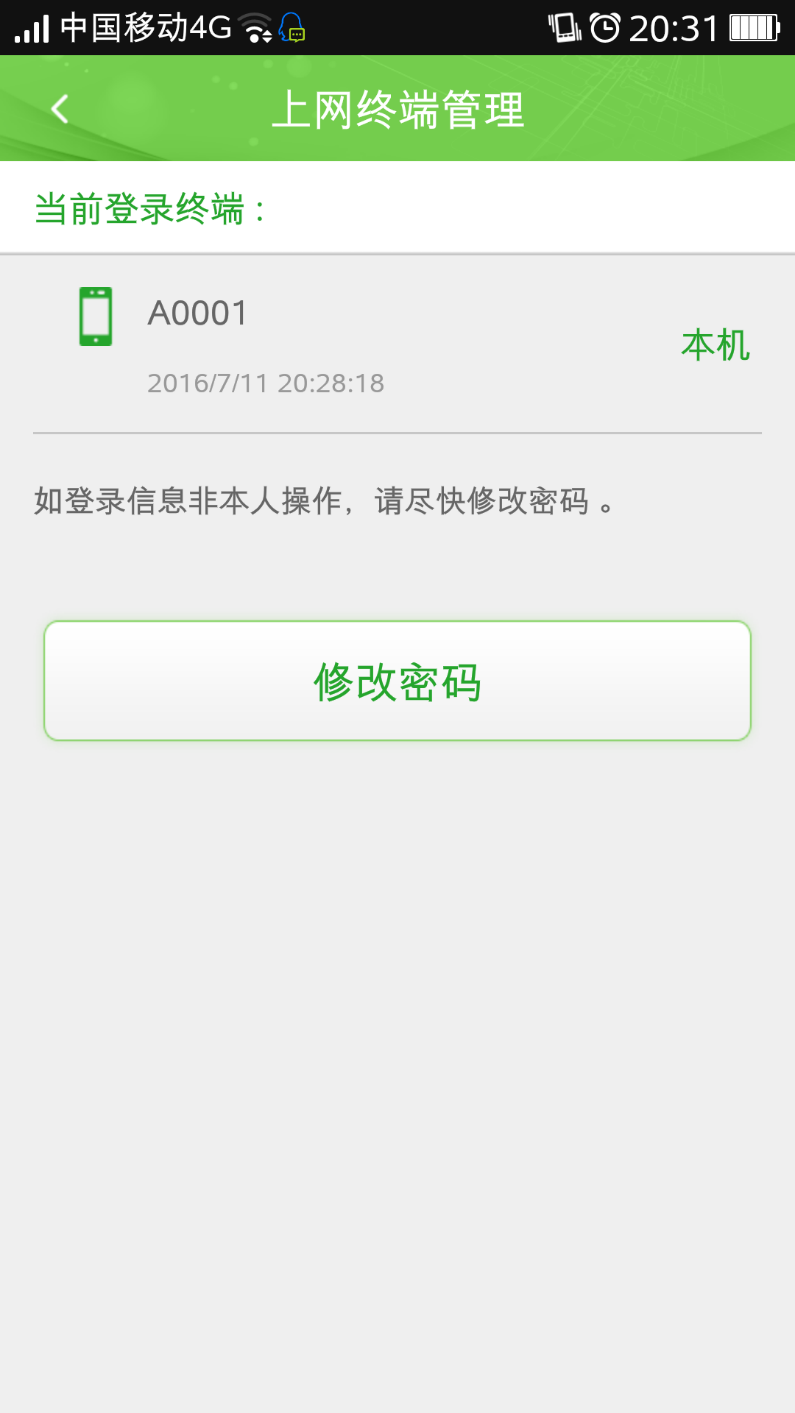 中国移动4G 20:31
上网终端管理
当前登录终端：
A0001
本机
2016/7/11 20:28:18
如登录信息非本人操作，请尽快修改密码。
修改密码